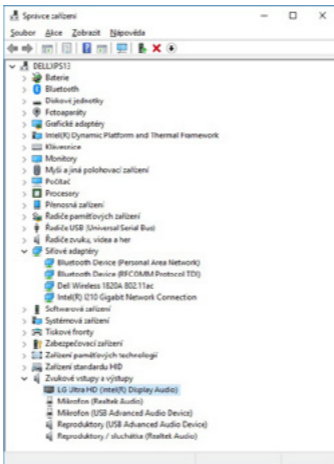 Správce zařízení
Soubor Akce Zobrazit Nápověda
DELLXPS13
Baterie
Bluetooth
Diskové jednotky
Fotoaparáty
Grafické adaptéry
Intel(R) Dynamic Platform and Thermal Framework
Klávesnice
Monitory
Myši a jiná polohovací zařízení
Počítač
Procesory
Přenosná zařízení
Řadiče paměťových zařízení
Řadiče USB (Universal Serial Bus)
Řadiče zvuku, videa a her
Síťové adaptéry
Bluetooth Device (Personal Area Network)
Bluetooth Device (RFCOMM Protocol TDI)
Dell Wireless 1820A 802.11ac
Intel(R) I210 Gigabit Network Connection
Softwarová zařízení
Systémová zařízení
Tiskové fronty
Zabezpečovací zařízení
Zařízení paměťových technologií
Zařízení standardu HID
Zvukové vstupy a výstupy
LG Ultra HD (Intel(R) Display Audio)
Mikrofon (Realtek Audio)
Mikrofon (USB Advanced Audio Device)
Reproduktory (USB Advanced Audio Device)
Reproduktory / sluchátka (Realtek Audio)